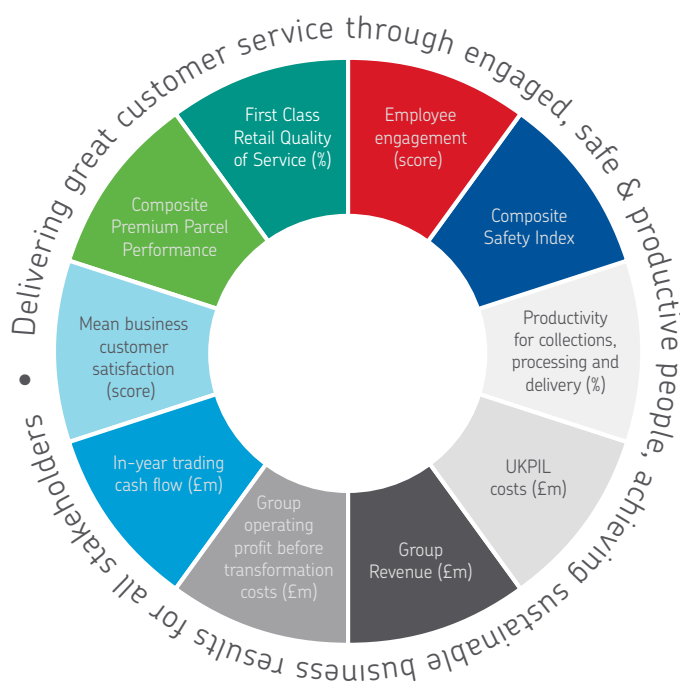 Delivering great customer service through engaged, safe & productive people, achieving sustainable business results for all stakeholders •
First Class
Retail Quality
of Service (%)
Employee
engagement
(score)
Composite
Safety Index
Productivity
for collections,
processing and
delivery (%)
UKPIL
costs (£m)
Group
Revenue (£m)
Group
operating
profit before
transformation
costs (£m)
In-year trading
cash flow (£m)
Mean business
customer
satisfaction
(score)
Composite
Premium Parcel
Performance